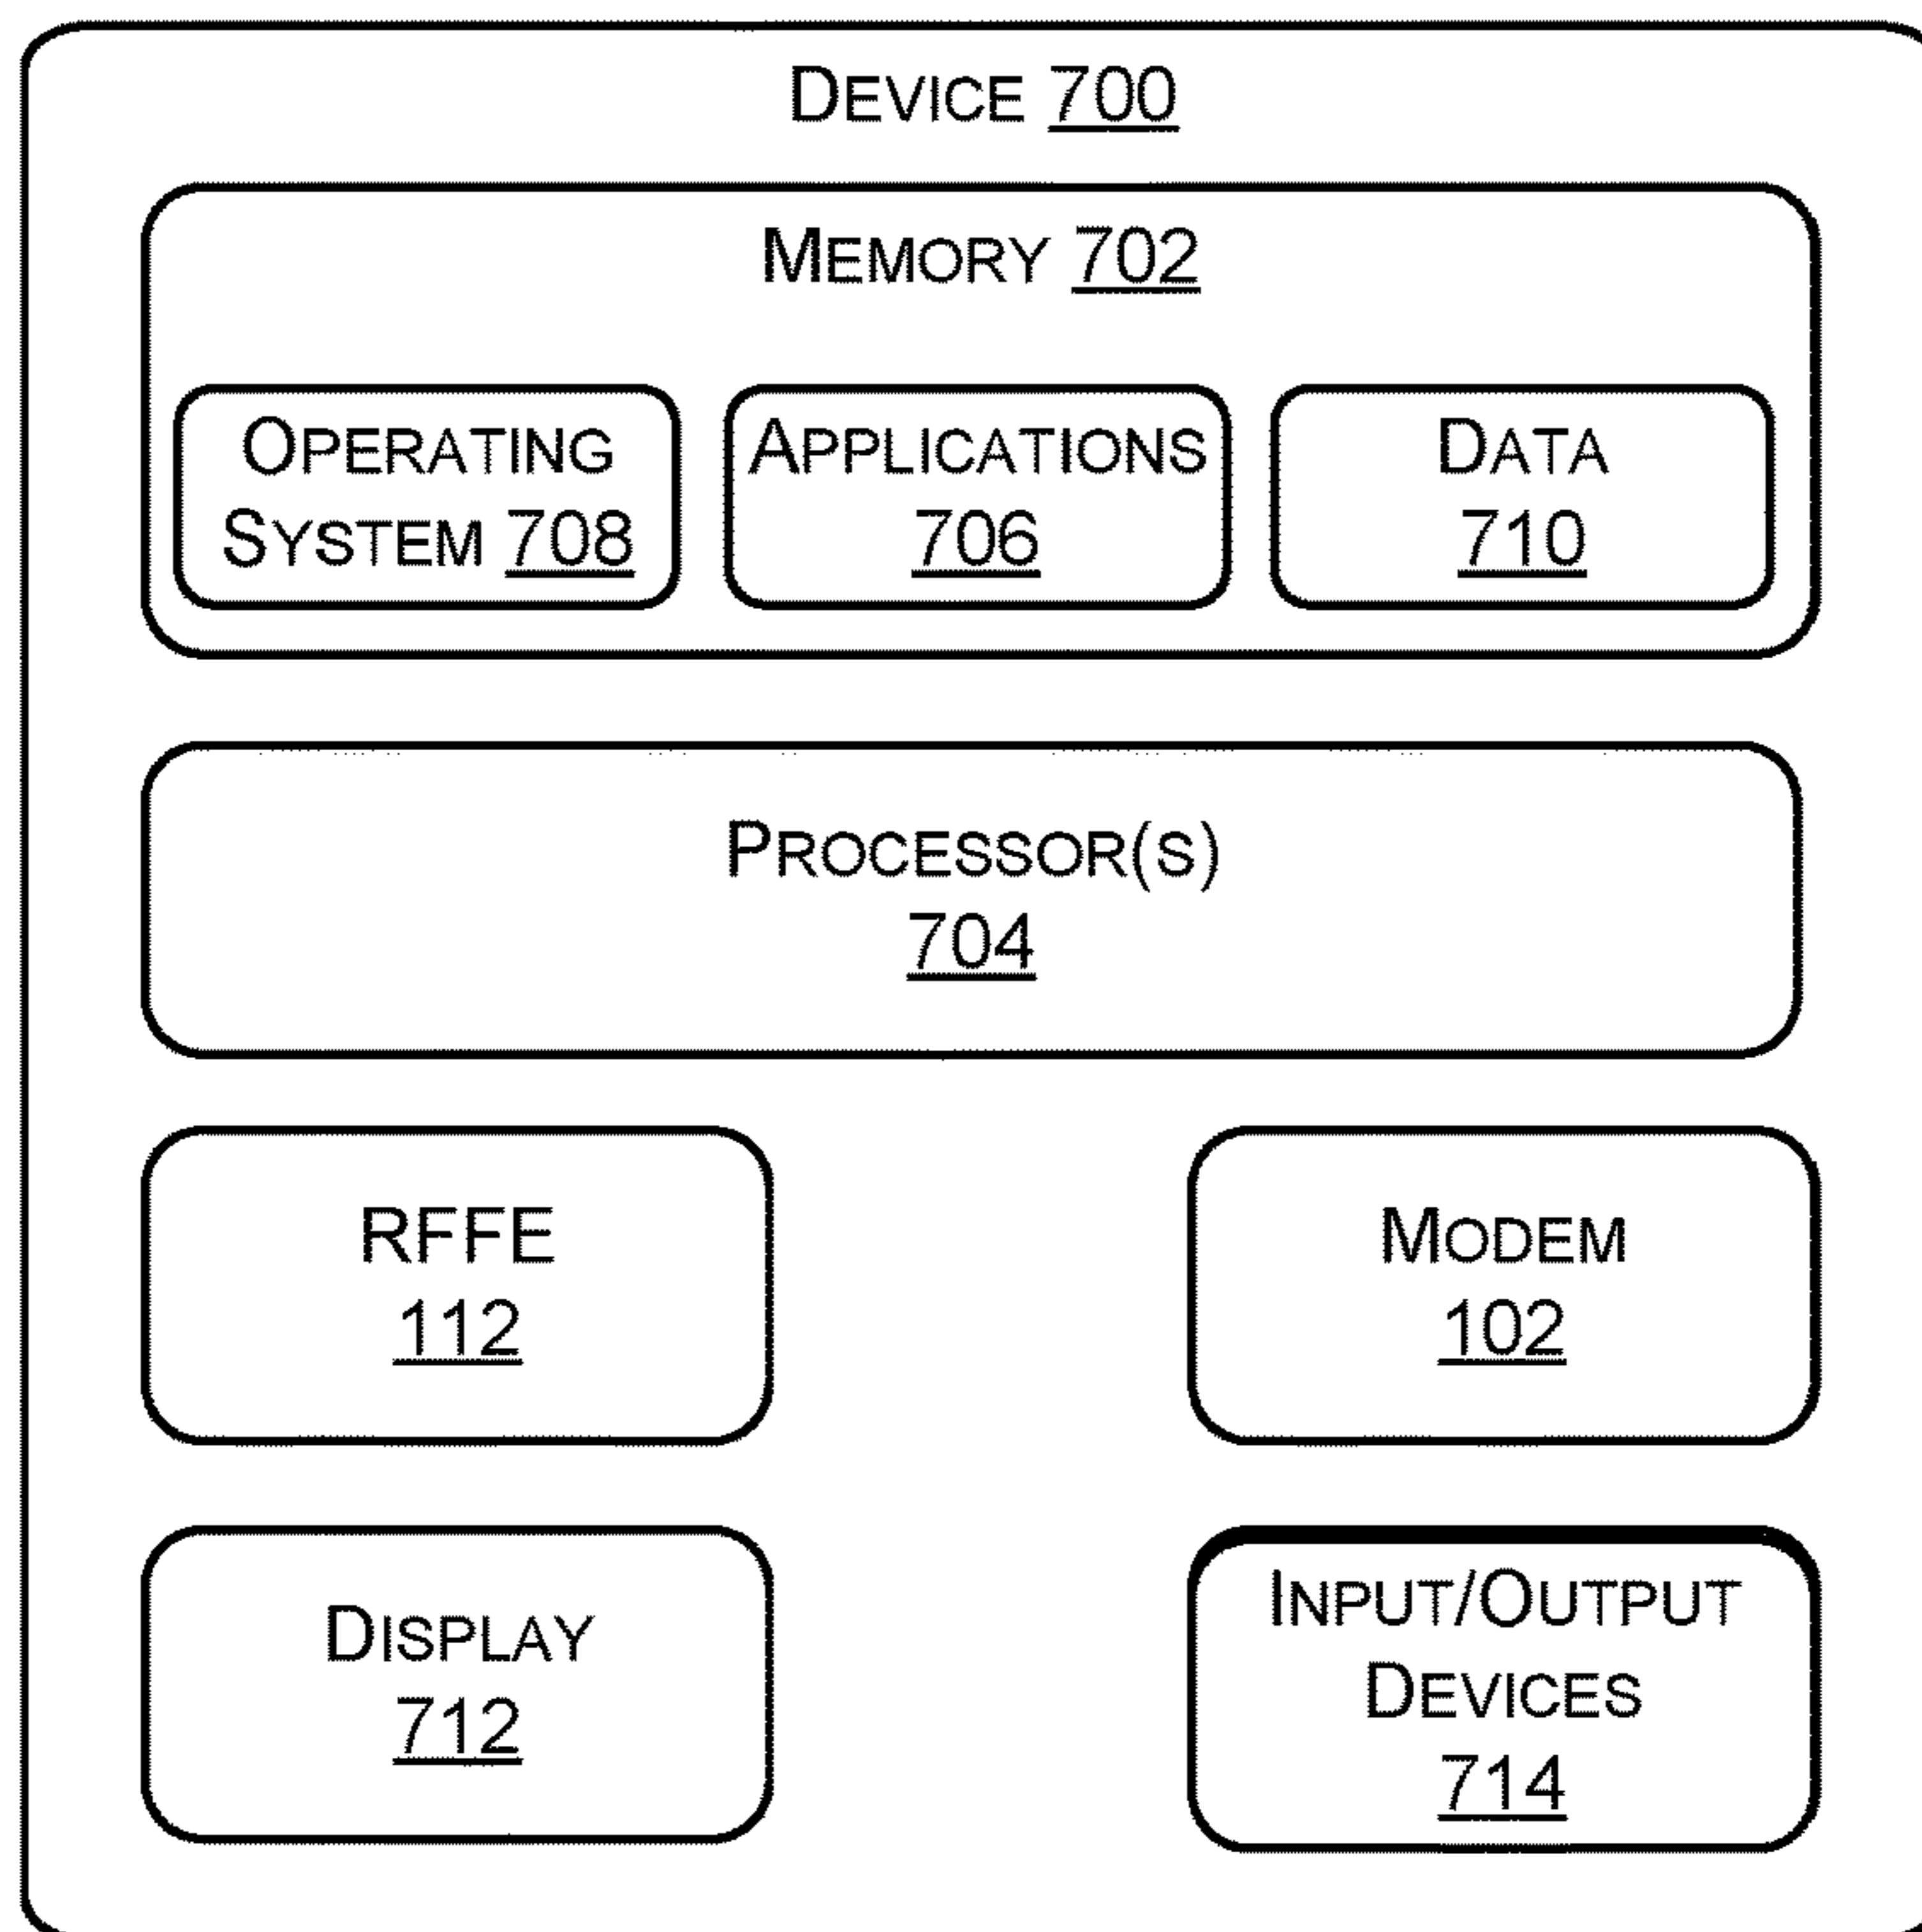 DEVICE 700
MEMORY 702
OPERATING
SYSTEM 708
APPLICATIONS
706
DATA
710
PROCESSOR(S)
704
RFFE
112
MODEM
102
DISPLAY
712
INPUT/OUTPUT
DEVICES
714